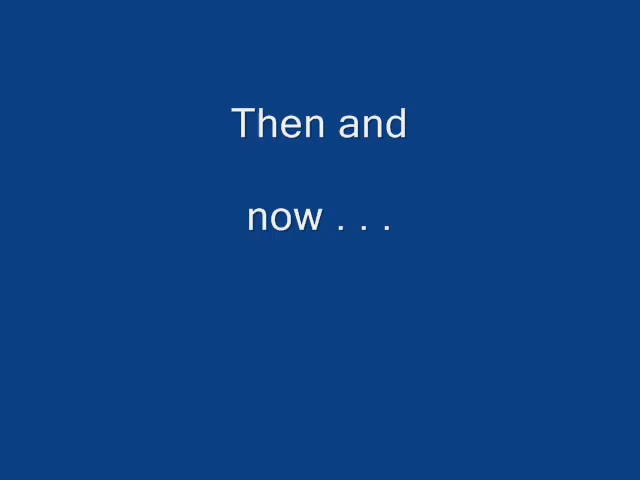 Then and
now . . .